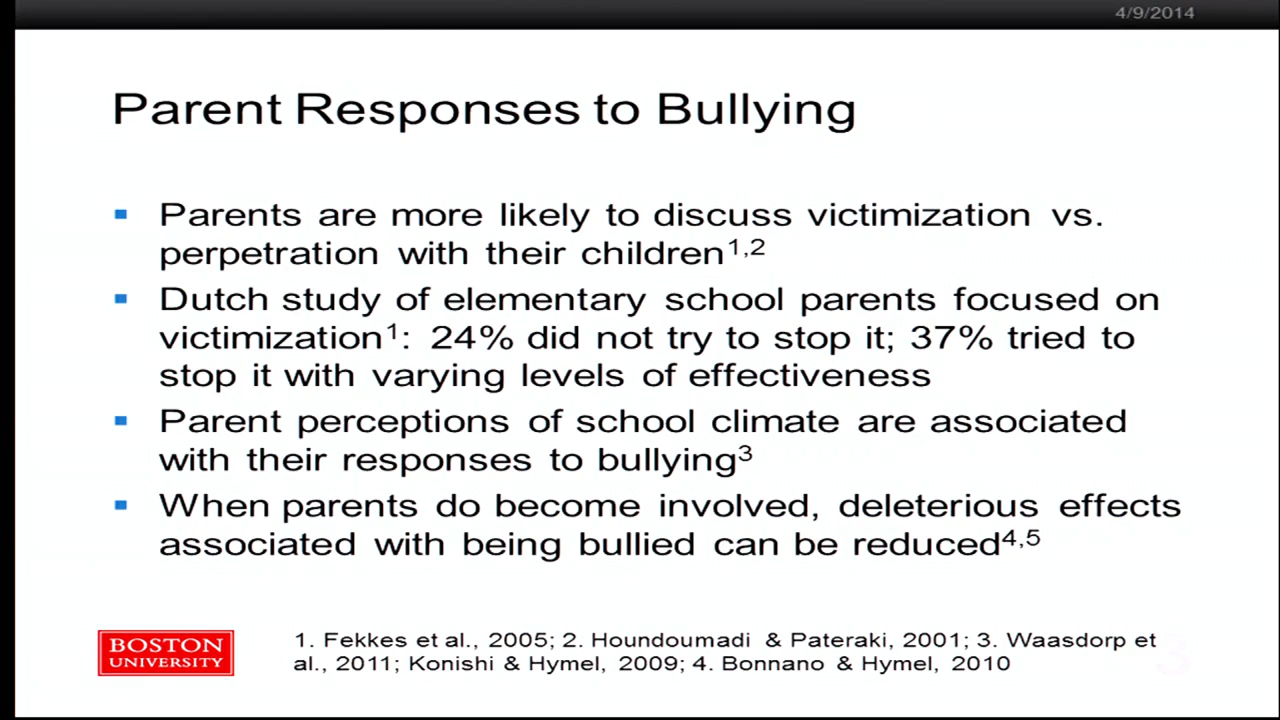 4/9/2014
Parent Responses to Bullying
Parents are more likely to discuss victimization vs.
perpetration with their children1,2
Dutch study of elementary school parents focused on
victimization1: 24% did not try to stop it; 37% tried to
stop it with varying levels of effectiveness
Parent perceptions of school climate are associated
with their responses to bullying3
When parents do become involved, deleterious effects
associated with being bullied can be reduced4,5
BOSTON
UNIVERSITY
1. Fekkes et al., 2005; 2. Houndoumadi & Pateraki, 2001; 3. Waasdorp et
al., 2011; Konishi & Hymel, 2009; 4. Bonnano & Hymel, 2010
3